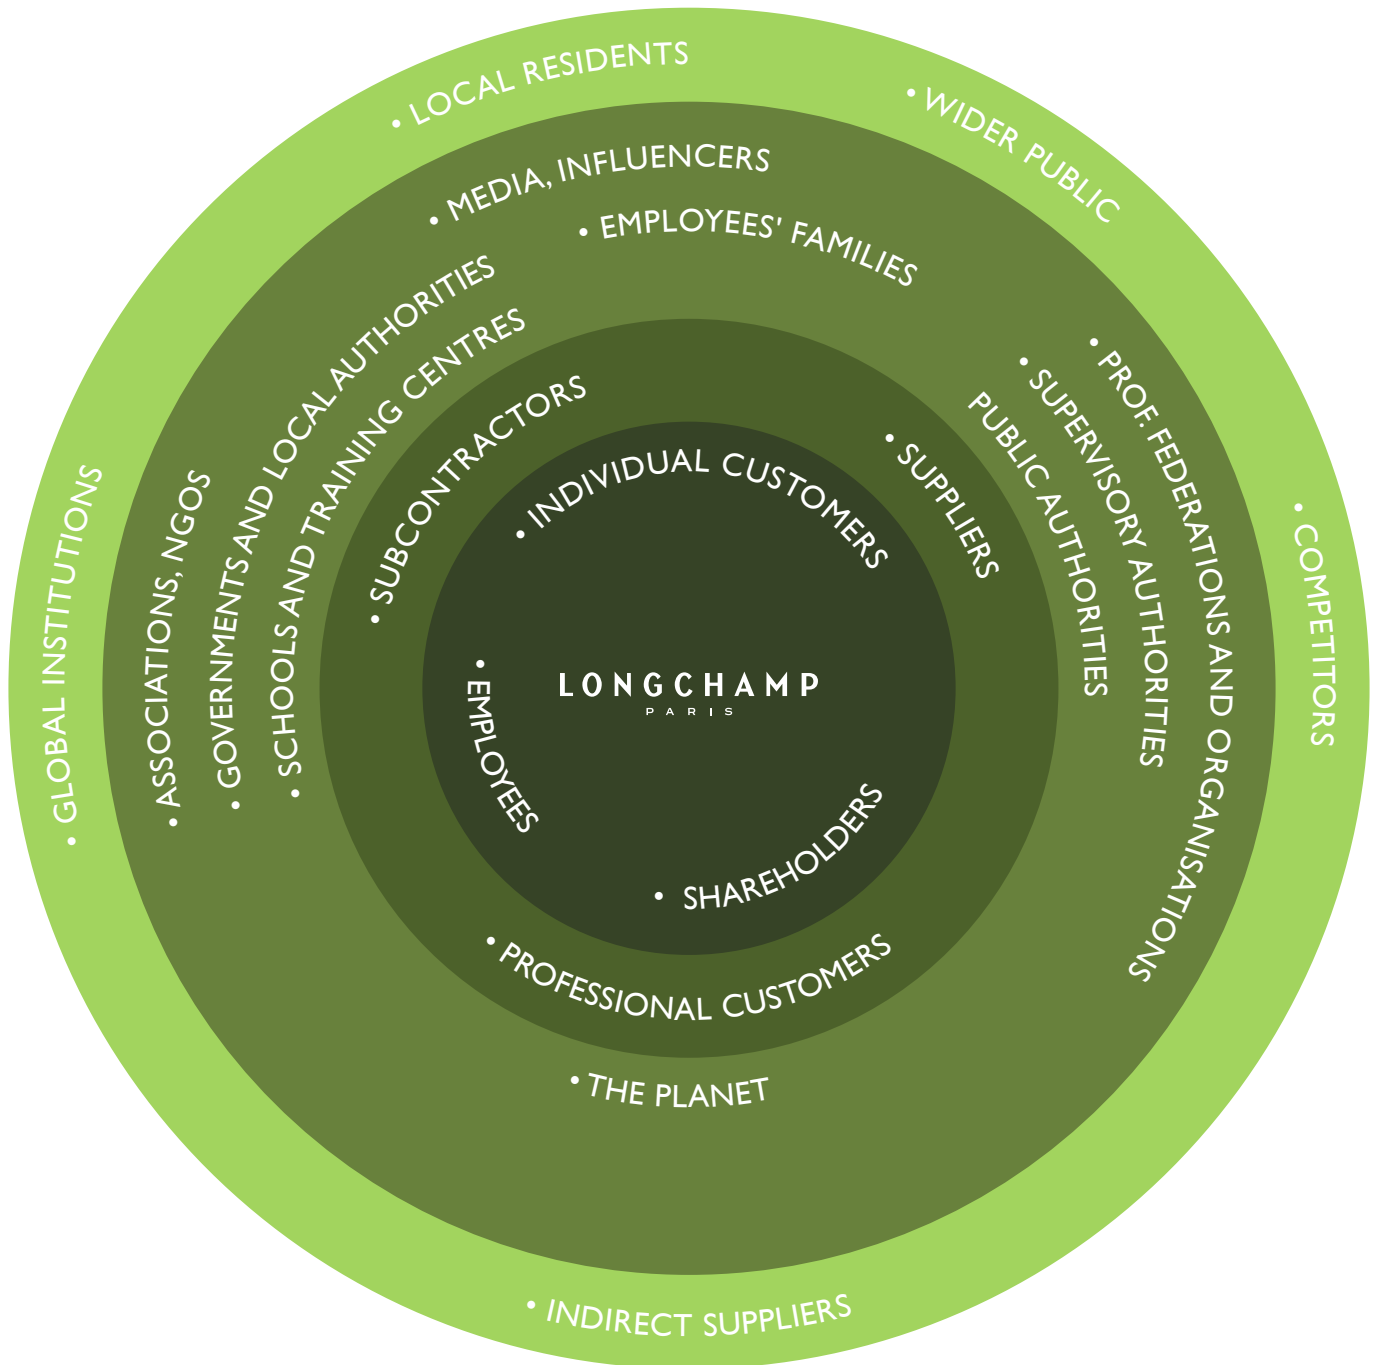 • LOCAL RESIDENTS
• WIDER PUBLIC
• MEDIA, INFLUENCERS
• EMPLOYEES' FAMILIES
• GLOBAL INSTITUTIONS
• ASSOCIATIONS, NGOS
• GOVERNMENTS AND LOCAL AUTHORITIES
• SCHOOLS AND TRAINING CENTRES
• SUBCONTRACTORS
• INDIVIDUAL CUSTOMERS
• SUPPLIERS
PUBLIC AUTHORITIES
• SUPERVISORY AUTHORITIES
• PROF. FEDERATIONS AND ORGANISATIONS
• COMPETITORS
• EMPLOYEES
LONGCHAMP
PARIS
• SHAREHOLDERS
• PROFESSIONAL CUSTOMERS
• THE PLANET
• INDIRECT SUPPLIERS